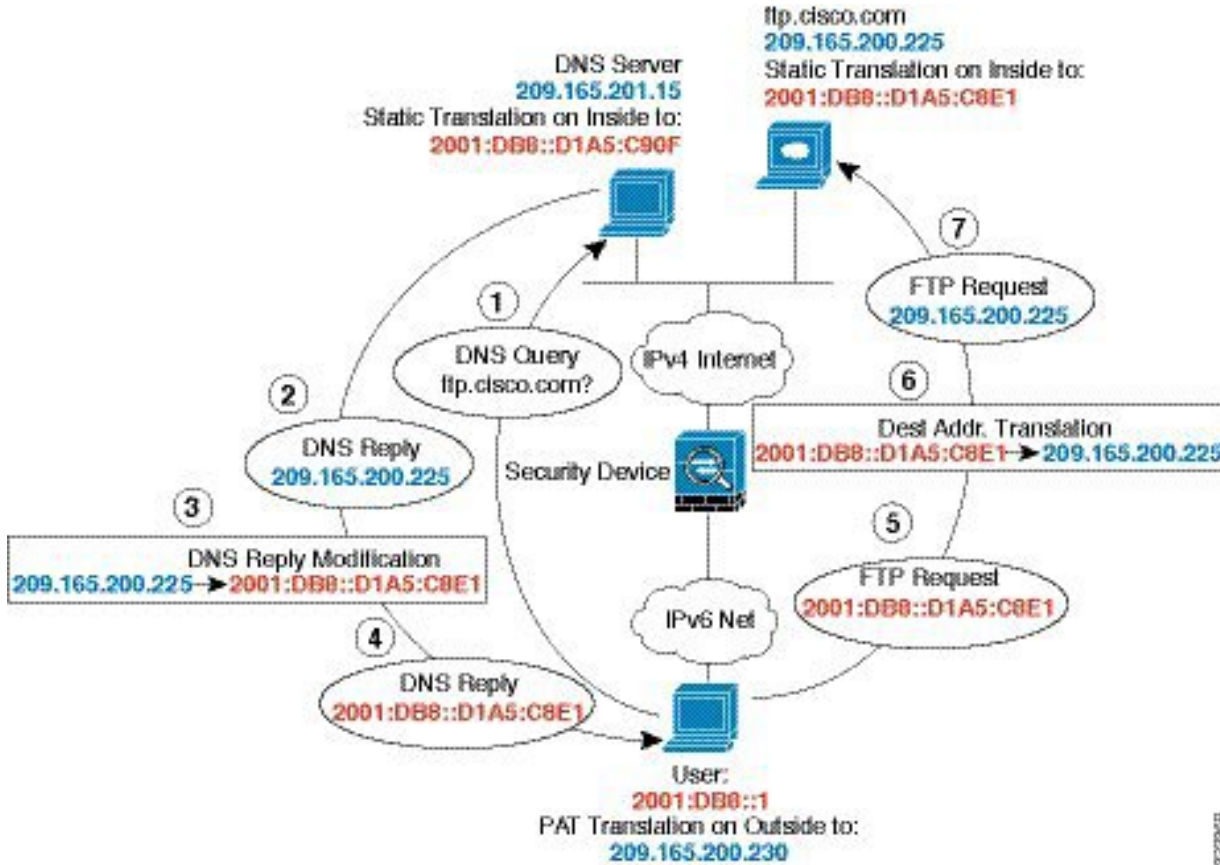 ftp.cisco.com
209.165.200.225
Static Translation on Inside to:
2001:DB8::D1A5:C8E1
DNS Server
209.165.201.15
Static Translation on Inside to:
2001:DB8::D1A5:C90F
7
FTP Request
209.165.200.225
1
DNS Query
ftp.cisco.com?
IPv4 Internet
2
DNS Reply
209.165.200.225
6
Dest Addr. Translation
2001:DB8::D1A5:C8E1 → 209.165.200.225
Security Device
3
DNS Reply Modification
209.165.200.225 → 2001:DB8::D1A5:C8E1
5
FTP Request
2001:DB8::D1A5:C8E1
IPv6 Net
4
DNS Reply
2001:DB8::D1A5:C8E1
User:
2001:DB8::1
PAT Translation on Outside to:
209.165.200.230